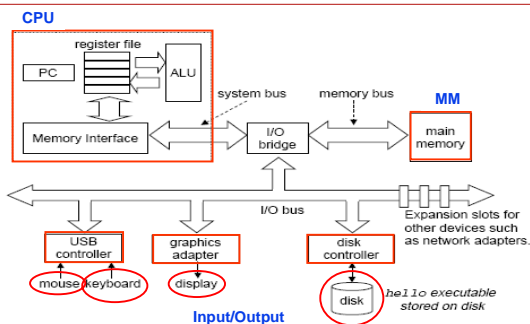 CPU
register file
PC
ALU
system bus
memory bus
MM
Memory Interface
I/O
bridge
main
memory
I/O bus
Expansion slots for
other devices such
as network adapters.
USB
controller
graphics
adapter
disk
controller
mouse
keyboard
display
disk
hello executable
stored on disk
Input/Output